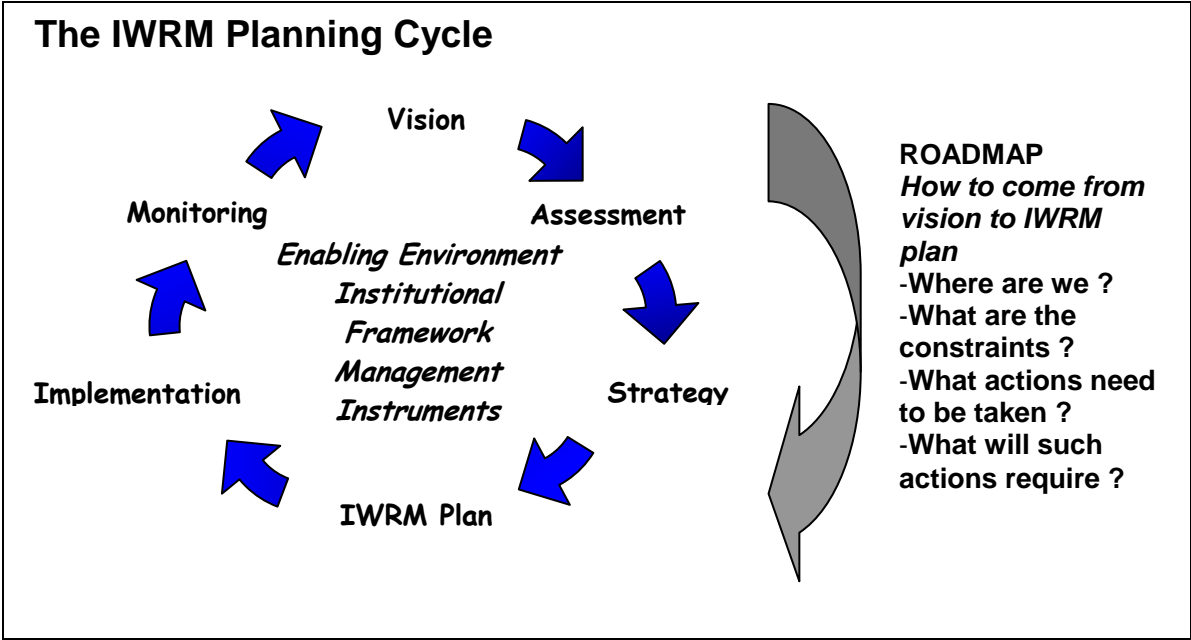 The IWRM Planning Cycle
Vision
Assessment
Strategy
IWRM Plan
Implementation
Monitoring
Enabling Environment
Institutional
Framework
Management
Instruments
ROADMAP
How to come from
vision to IWRM
plan
-Where are we ?
-What are the
constraints ?
-What actions need
to be taken ?
-What will such
actions require ?